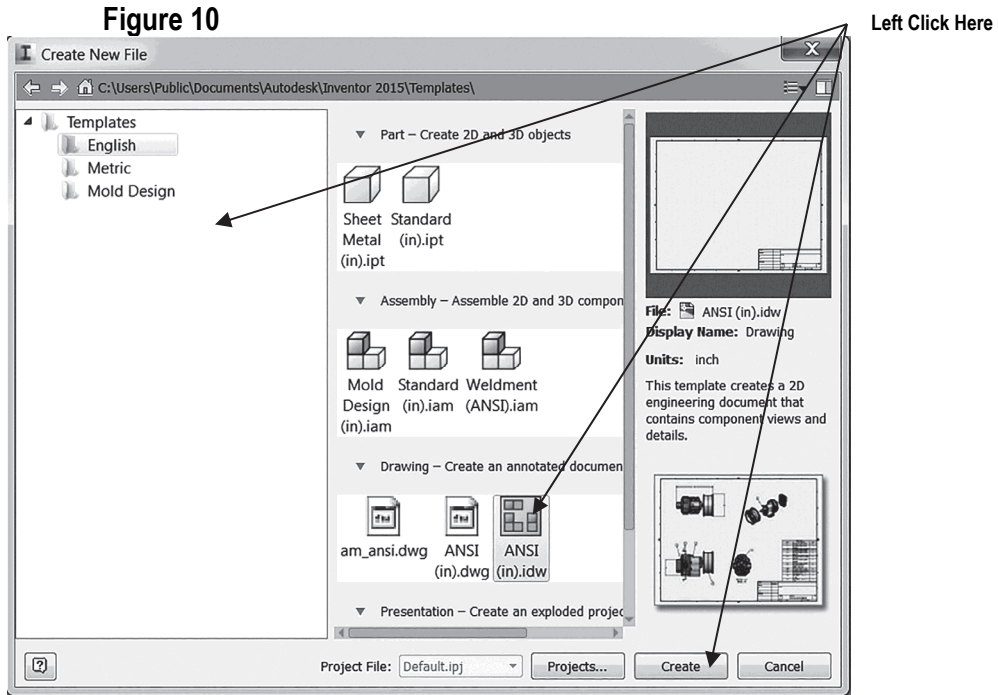 Figure 10
Left Click Here
Create New File
C:\Users\Public\Documents\Autodesk\Inventor 2015\Templates\
Templates
English
Metric
Mold Design
Part – Create 2D and 3D objects
Sheet Metal (in).ipt
Standard (in).ipt
Assembly – Assemble 2D and 3D compon
Mold Design (in).iam
Standard (in).iam
Weldment (ANSI).iam
Drawing – Create an annotated documen
am_ansi.dwg
ANSI (in).dwg
ANSI (in).idw
Presentation – Create an exploded projec
File: ANSI (in).idw
Display Name: Drawing
Units: inch
This template creates a 2D
engineering document that
contains component views and
details.
Project File: Default.ipj
Projects...
Create
Cancel